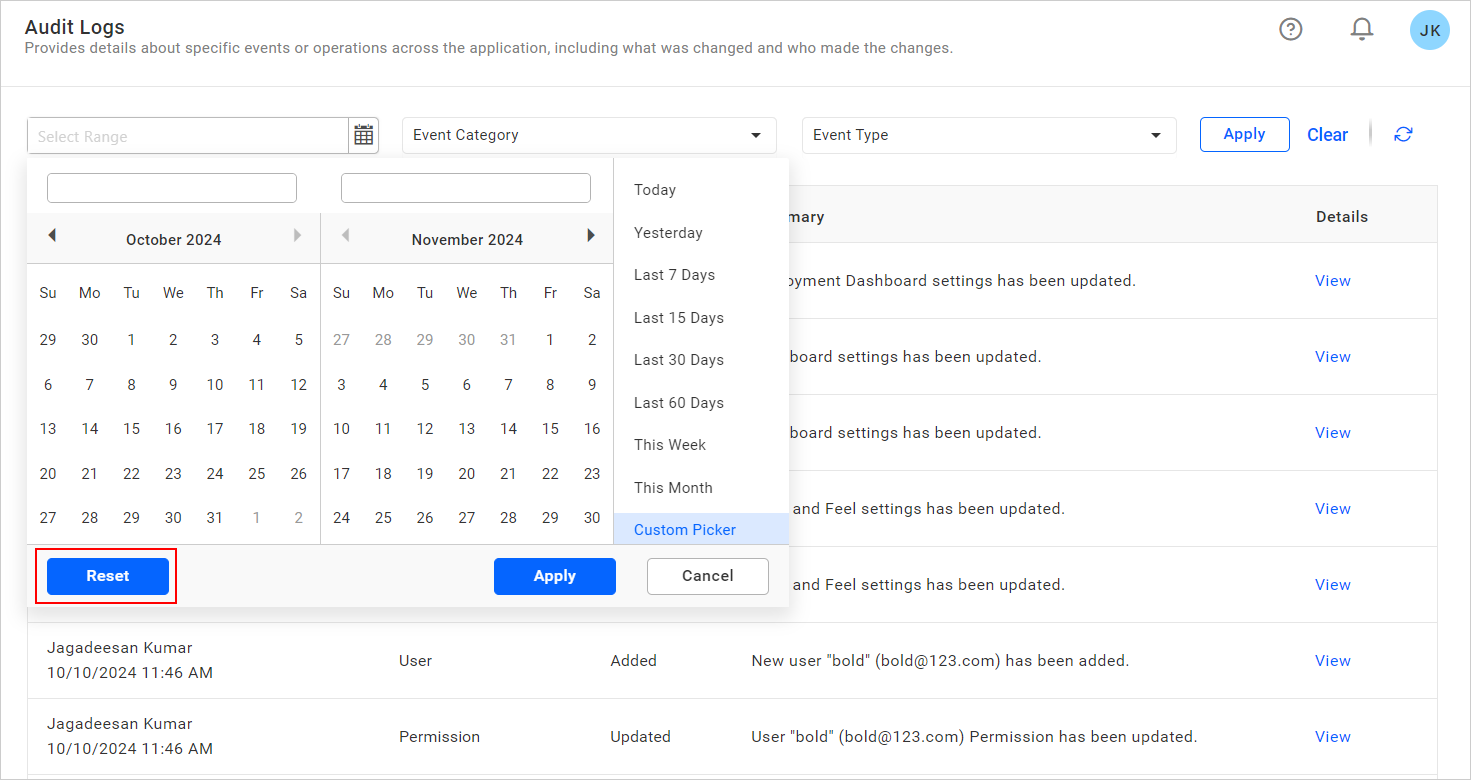 Audit Logs
Provides details about specific events or operations across the application, including what was changed and who made the changes.
JK
Select Range
Event Category
Event Type
Apply
Clear
October 2024
November 2024
Su Mo Tu We Th Fr Sa
29 30 1 2 3 4 5
6 7 8 9 10 11 12
13 14 15 16 17 18 19
20 21 22 23 24 25 26
27 28 29 30 31 1 2
Su Mo Tu We Th Fr Sa
27 28 29 30 31 1 2
3 4 5 6 7 8 9
10 11 12 13 14 15 16
17 18 19 20 21 22 23
24 25 26 27 28 29 30
Today
Yesterday
Last 7 Days
Last 15 Days
Last 30 Days
Last 60 Days
This Week
This Month
Custom Picker
Reset
Apply
Cancel
mary
Details
oyment Dashboard settings has been updated.
View
board settings has been updated.
View
board settings has been updated.
View
and Feel settings has been updated.
View
and Feel settings has been updated.
View
Jagadeesan Kumar
10/10/2024 11:46 AM
User
Added
New user "bold" (bold@123.com) has been added.
View
Jagadeesan Kumar
10/10/2024 11:46 AM
Permission
Updated
User "bold" (bold@123.com) Permission has been updated.
View